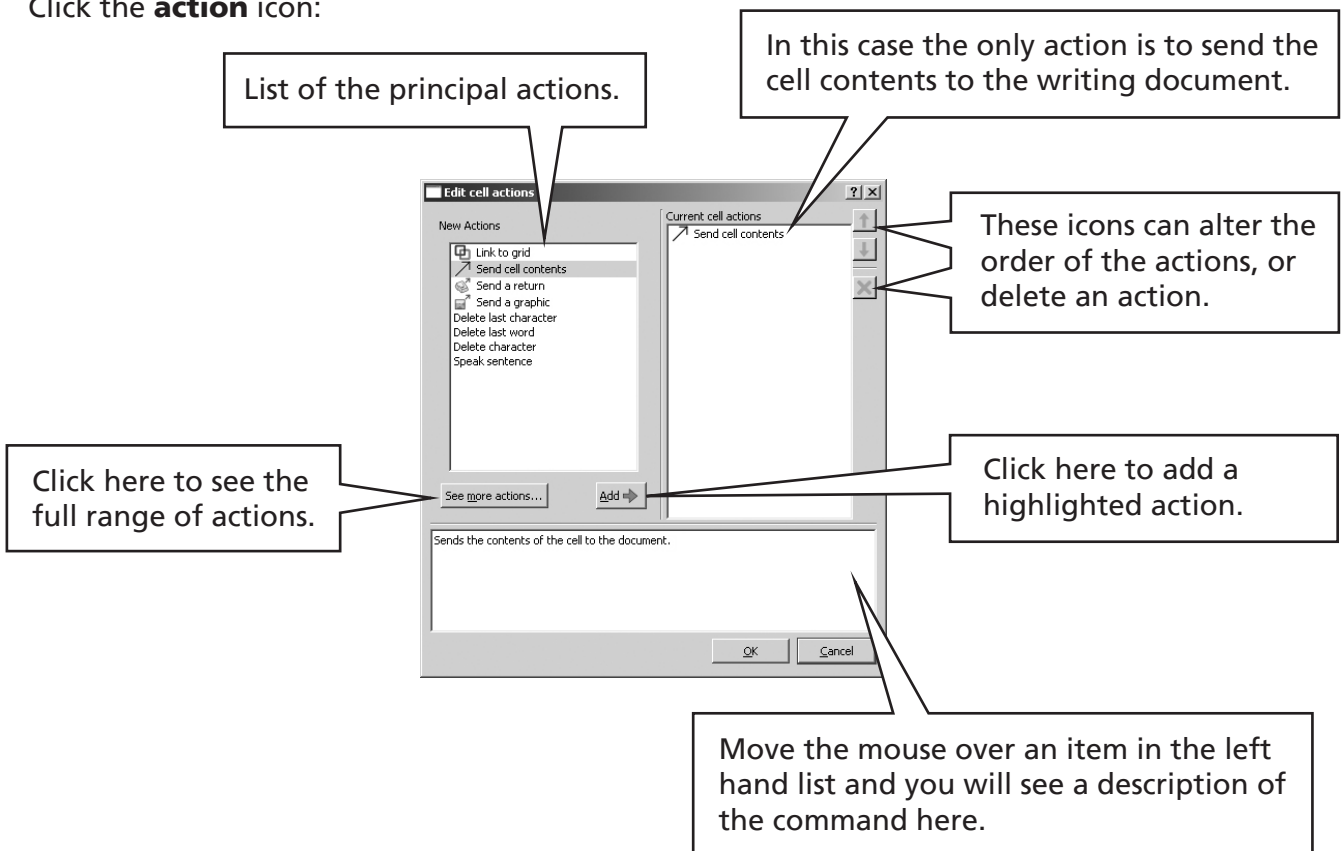 Click the action icon:
List of the principal actions.
In this case the only action is to send the
cell contents to the writing document.
Edit cell actions
New Actions
Link to grid
Send cell contents
Send a return
Send a graphic
Delete last character
Delete last word
Delete character
Speak sentence
Current cell actions
Send cell contents
These icons can alter the
order of the actions, or
delete an action.
Click here to see the
full range of actions.
See more actions...
Add
Click here to add a
highlighted action.
Sends the contents of the cell to the document.
OK
Cancel
Move the mouse over an item in the left
hand list and you will see a description of
the command here.